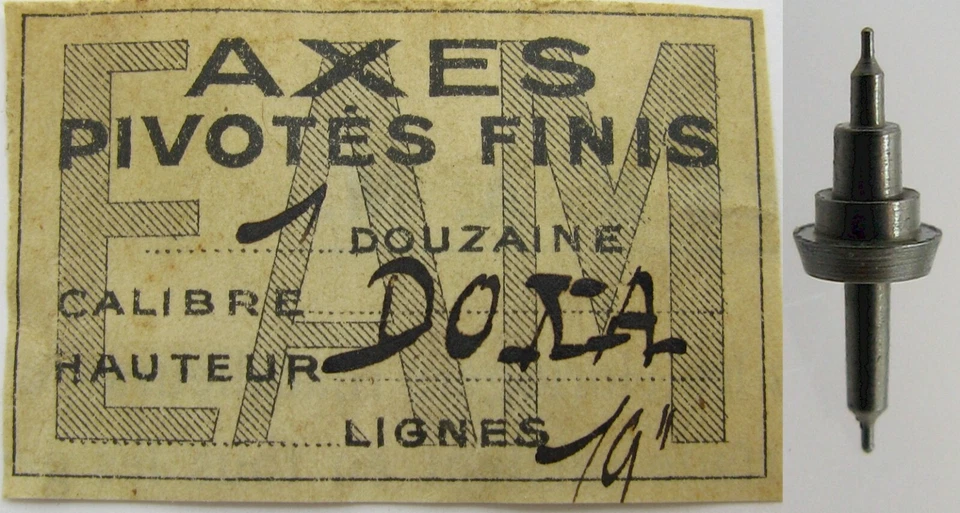 EAM
AXES
PIVOTÉS FINIS
1 DOUZAINE
CALIBRE DOXA
HAUTEUR
LIGNES 19"